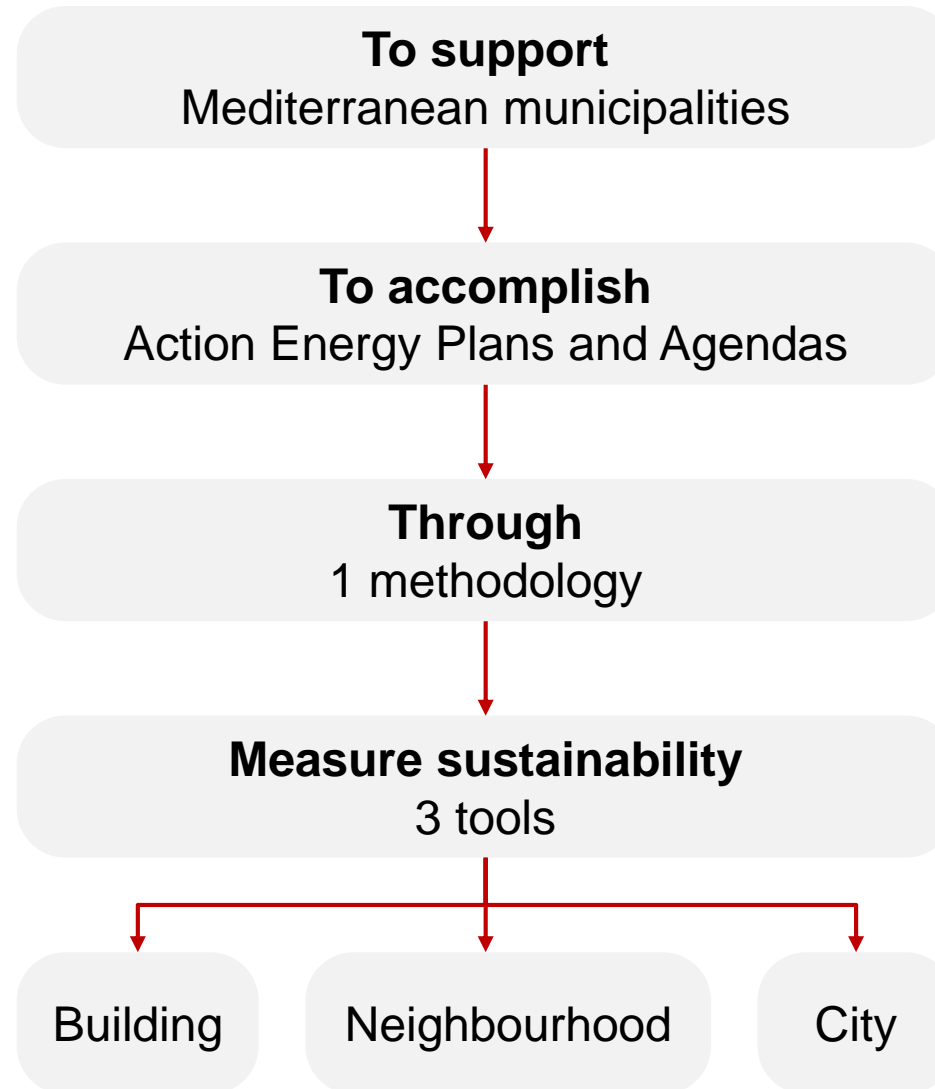 To support
Mediterranean municipalities
To accomplish
Action Energy Plans and Agendas
Through
1 methodology
Measure sustainability
3 tools
Building
Neighbourhood
City